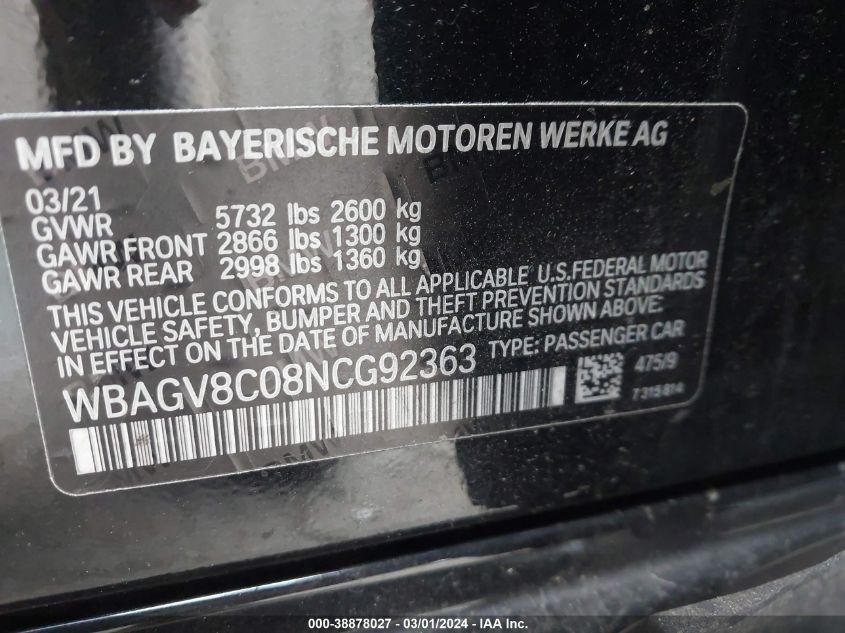 MFD BY BAYERISCHE MOTOREN WERKE AG
03/21
GVWR 5732 lbs 2600 kg
GAWR FRONT 2866 lbs 1300 kg
GAWR REAR 2998 lbs 1360 kg
THIS VEHICLE CONFORMS TO ALL APPLICABLE U.S.FEDERAL MOTOR
VEHICLE SAFETY, BUMPER AND THEFT PREVENTION STANDARDS
IN EFFECT ON THE DATE OF MANUFACTURE SHOWN ABOVE:
WBAGV8C08NCG92363 TYPE: PASSENGER CAR
475/9
7315814
000-38878027 - 03/01/2024 - IAA Inc.